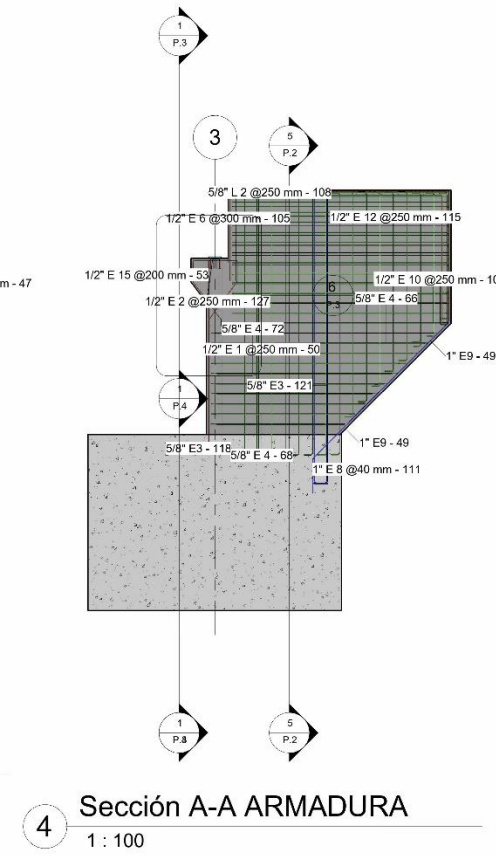 1
P.3
3
5
P.2
5/8" L 2 @250 mm - 108
1/2" E 6 @300 mm - 105
1/2" E 12 @250 mm - 115
m - 47
1/2" E 15 @200 mm - 53
1/2" E 10 @250 mm - 10
6
P.3
1/2" E 2 @250 mm - 127
5/8" E 4 - 66
5/8" E 4 - 72
1/2" E 1 @250 mm - 50
1" E9 - 49
5/8" E3 - 121
1
P.4
1" E9 - 49
5/8" E3 - 118
5/8" E 4 - 68
1" E 8 @40 mm - 111
1
5
P.2
4
Sección A-A ARMADURA
1 : 100